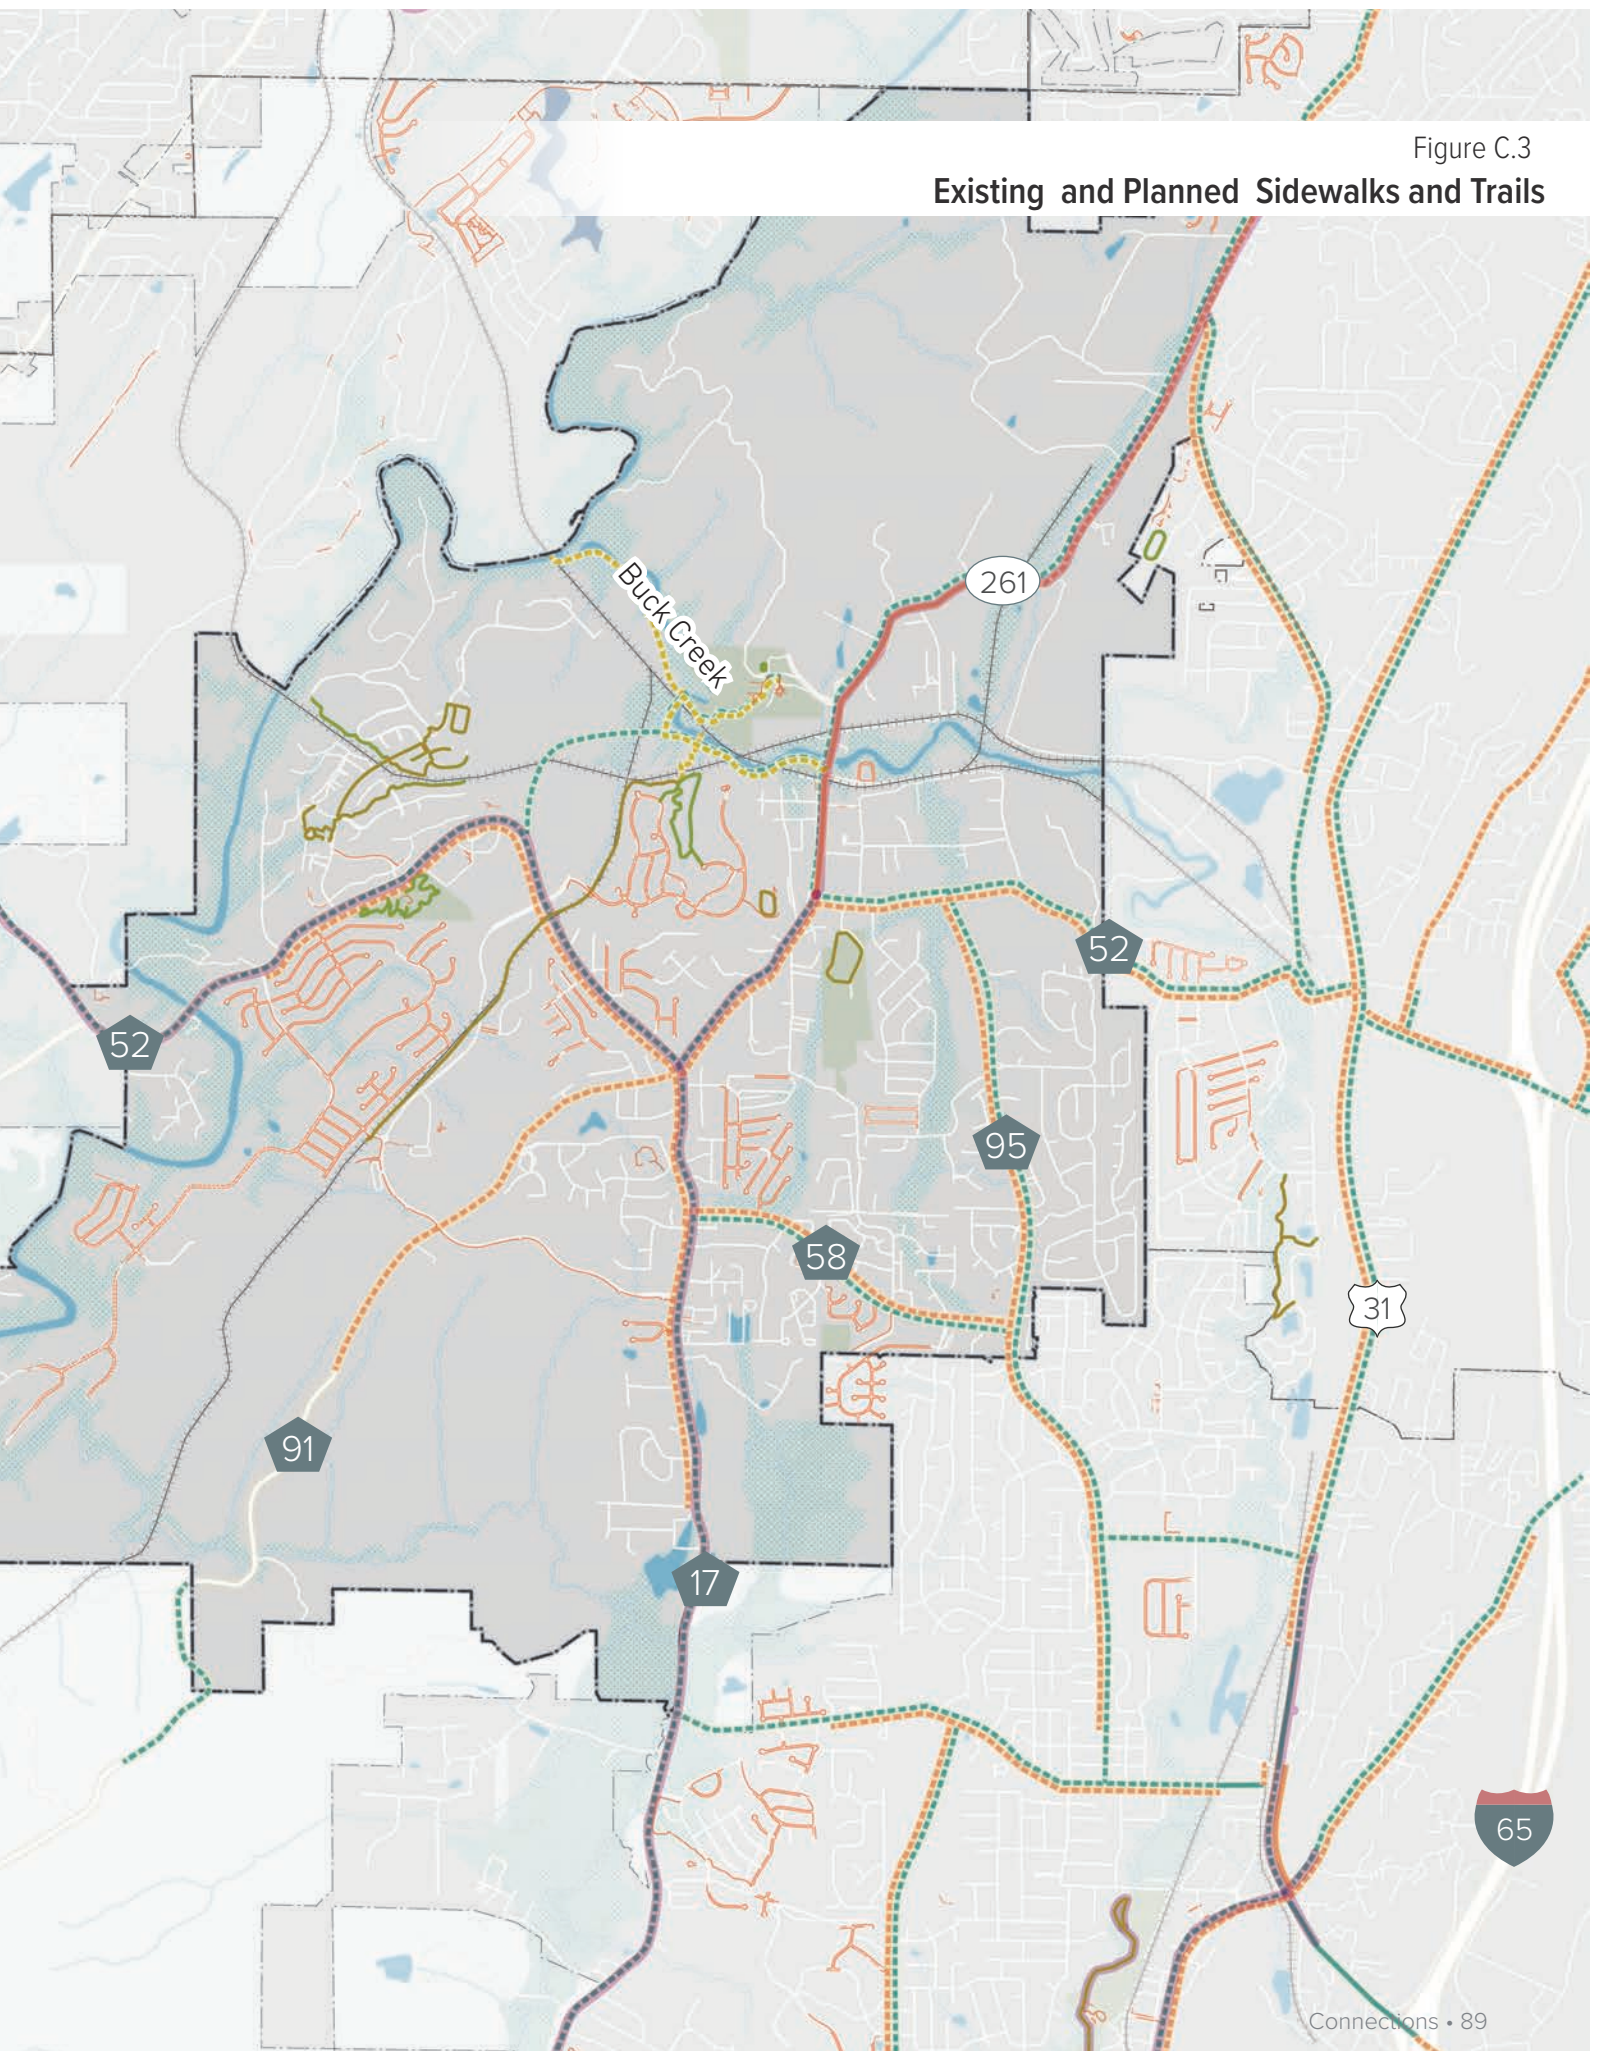 Figure C.3
Existing and Planned Sidewalks and Trails
261
Buck Creek
52
52
95
58
31
91
17
65
Connections • 89